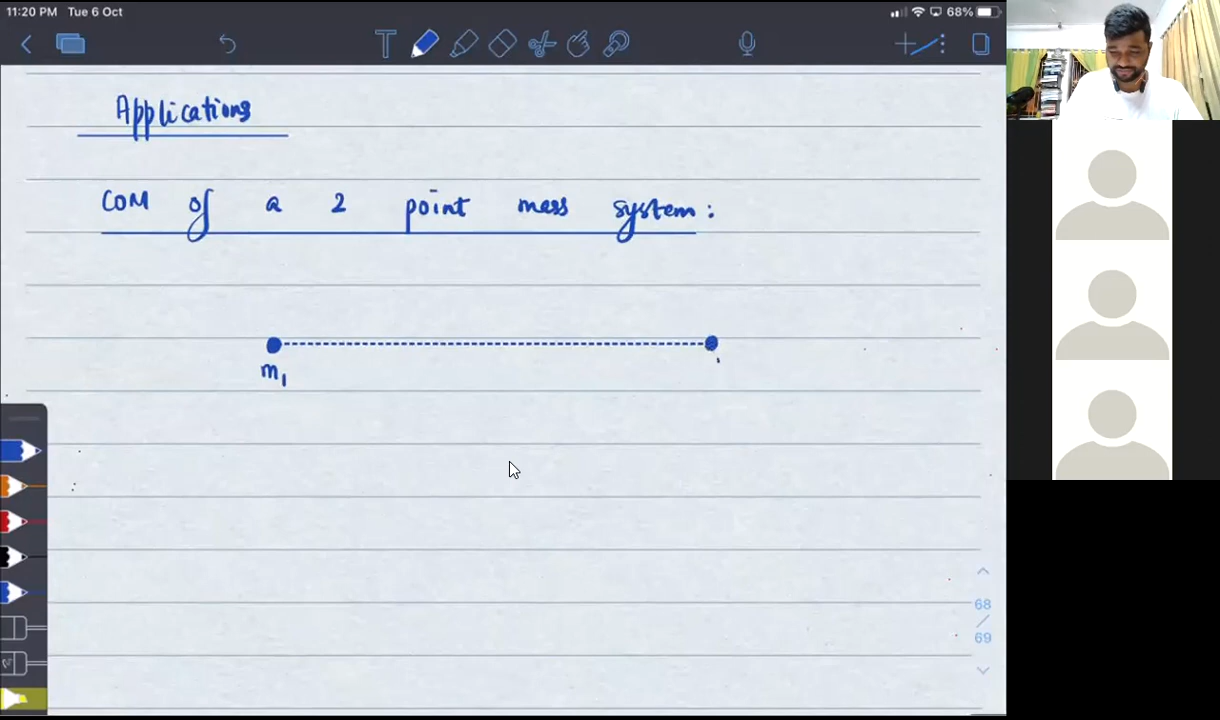 11:20 PM Tue 6 Oct 68%
T
Applications
COM of a 2 point mass system:
m₁
68
/
69